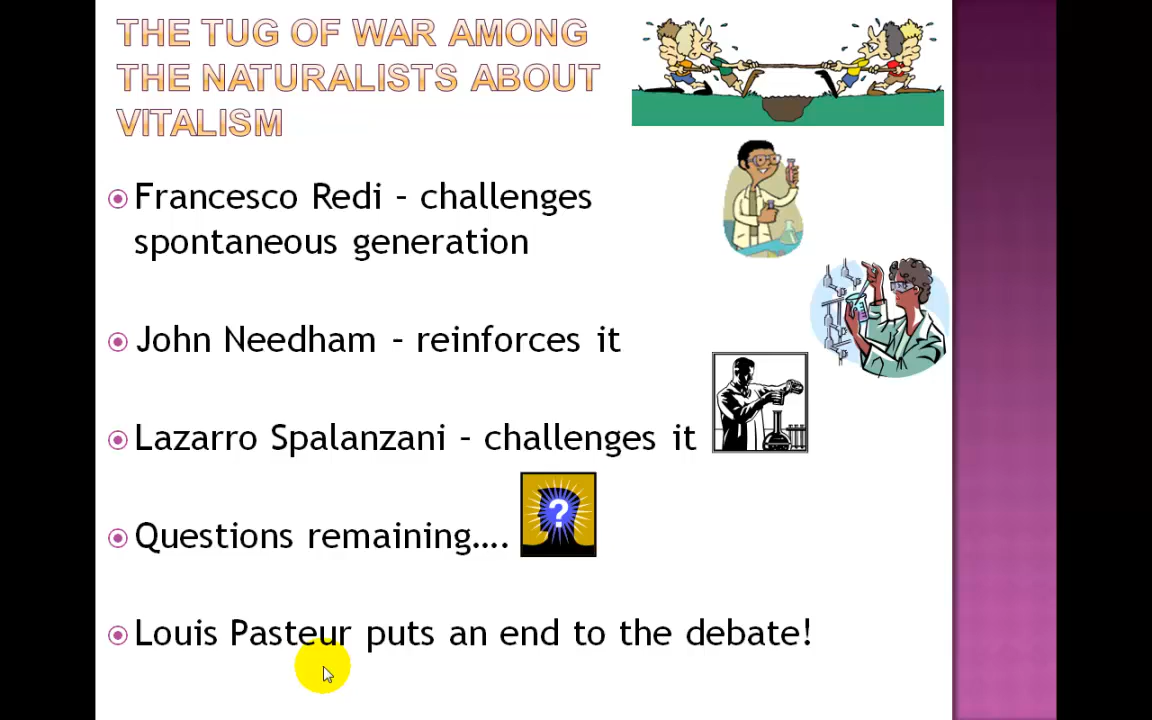 THE TUG OF WAR AMONG
THE NATURALISTS ABOUT
VITALISM
Francesco Redi – challenges
spontaneous generation
John Needham – reinforces it
Lazarro Spalanzani – challenges it
Questions remaining….
?
Louis Pasteur puts an end to the debate!